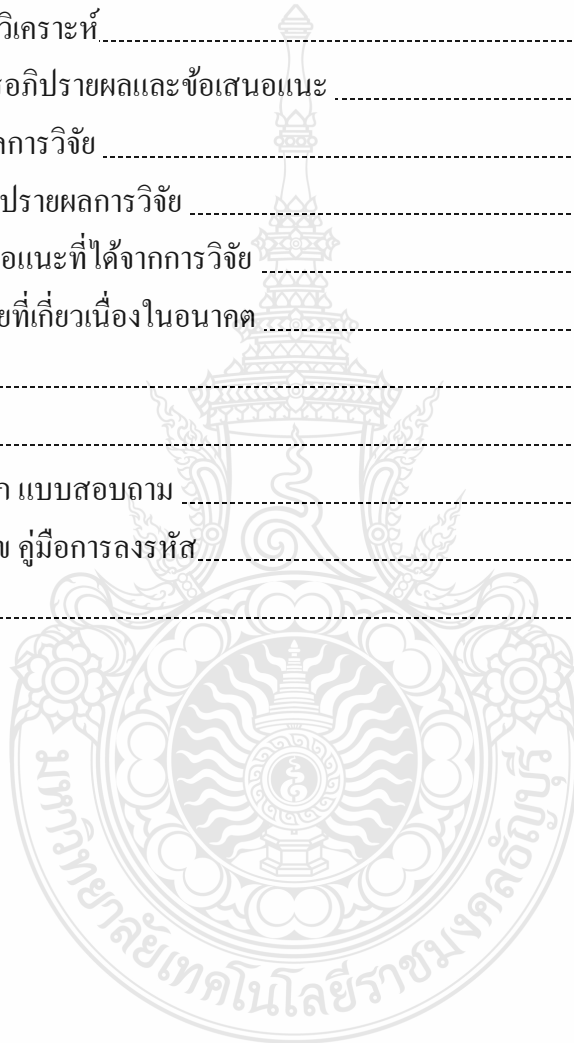 วิเคราะห์
รอภิปรายผลและข้อเสนอแนะ
ลการวิจัย
ปรายผลการวิจัย
อแนะที่ได้จากการวิจัย
ยที่เกี่ยวเนื่องในอนาคต
ก แบบสอบถาม
ข คู่มือการลงรหัส
มหาวิทยาลัยเทคโนโลยีราชมงคลธัญบุรี